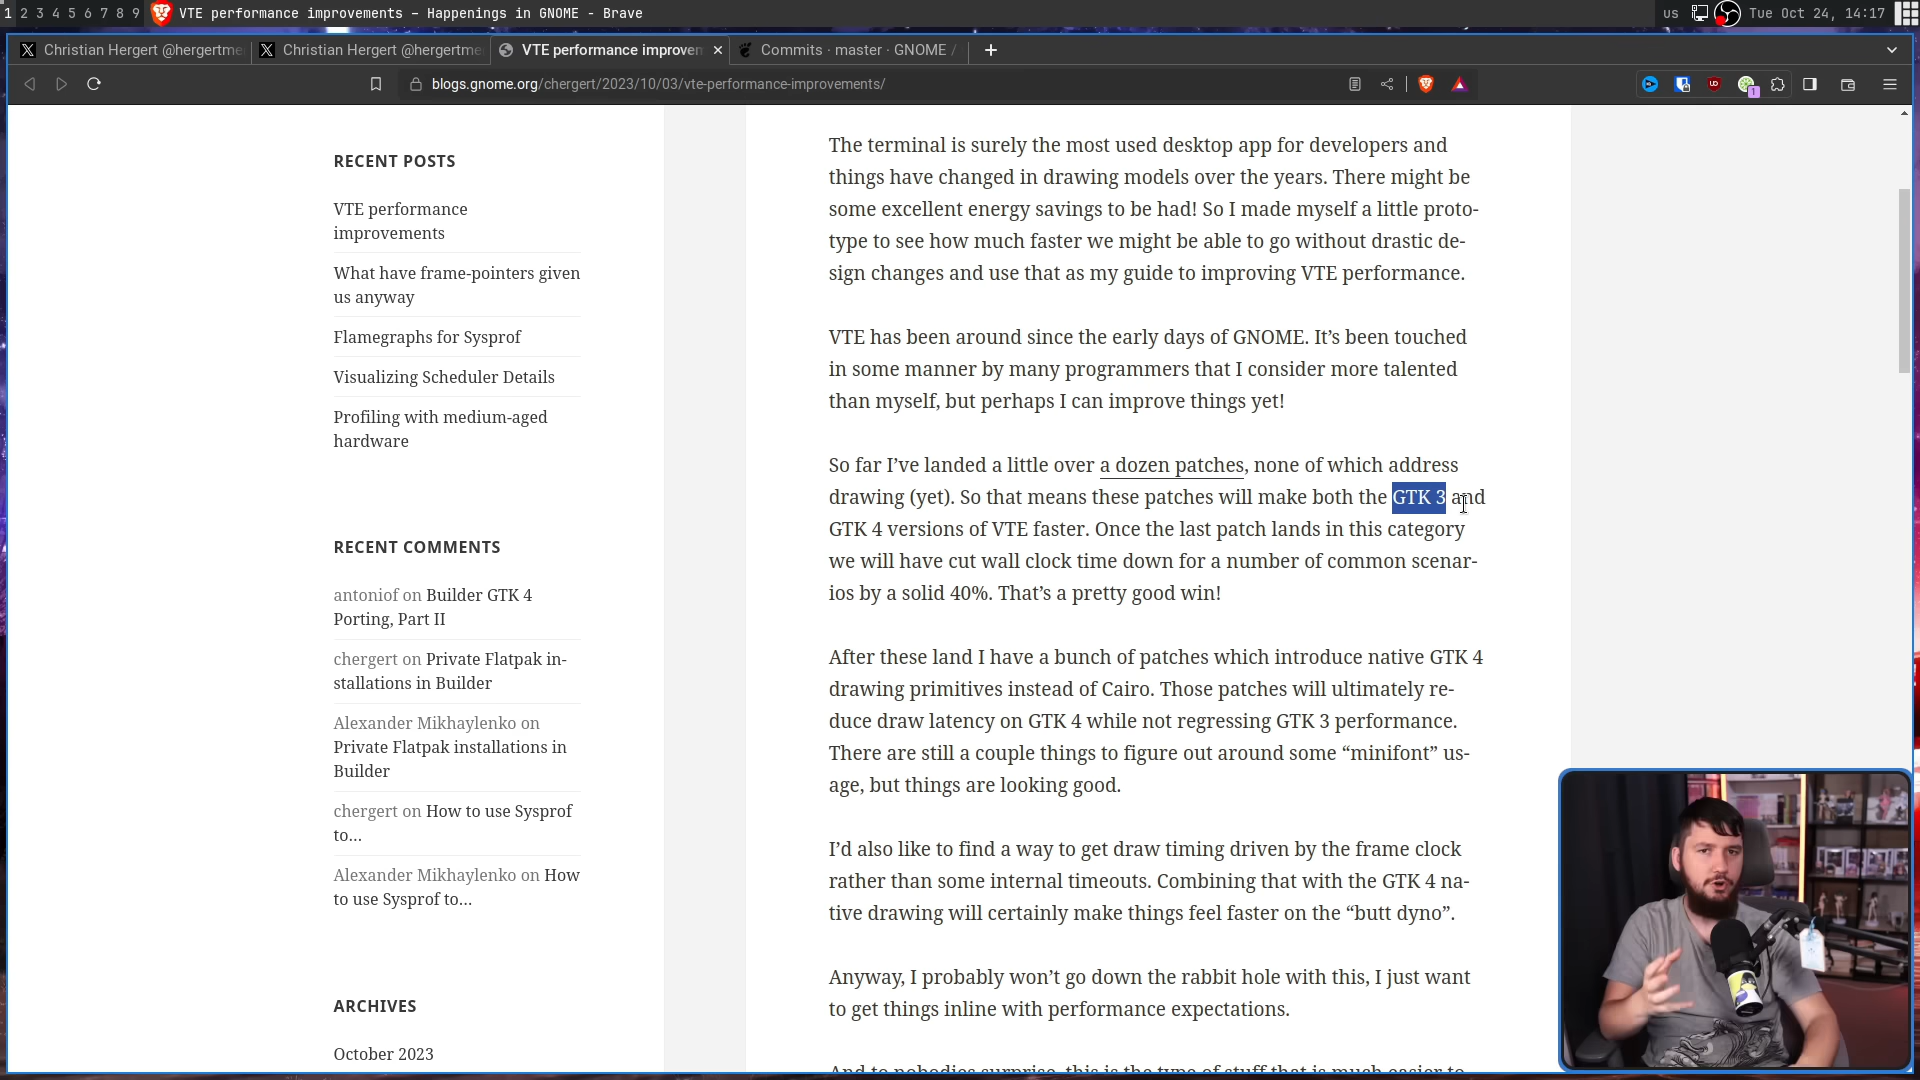 1 2 3 4 5 6 7 8 9 VTE performance improvements – Happenings in GNOME - Brave
us Tue Oct 24, 14:17
Christian Hergert @hergertme
Christian Hergert @hergertme
VTE performance improvem
Commits · master · GNOME /
blogs.gnome.org/chergert/2023/10/03/vte-performance-improvements/
1
RECENT POSTS
VTE performance
improvements
What have frame-pointers given
us anyway
Flamegraphs for Sysprof
Visualizing Scheduler Details
Profiling with medium-aged
hardware
RECENT COMMENTS
antoniof on Builder GTK 4
Porting, Part II
chergert on Private Flatpak in-
stallations in Builder
Alexander Mikhaylenko on
Private Flatpak installations in
Builder
chergert on How to use Sysprof
to…
Alexander Mikhaylenko on How
to use Sysprof to…
ARCHIVES
October 2023
The terminal is surely the most used desktop app for developers and
things have changed in drawing models over the years. There might be
some excellent energy savings to be had! So I made myself a little proto-
type to see how much faster we might be able to go without drastic de-
sign changes and use that as my guide to improving VTE performance.
VTE has been around since the early days of GNOME. It’s been touched
in some manner by many programmers that I consider more talented
than myself, but perhaps I can improve things yet!
So far I’ve landed a little over a dozen patches, none of which address
drawing (yet). So that means these patches will make both the GTK 3 and
GTK 4 versions of VTE faster. Once the last patch lands in this category
we will have cut wall clock time down for a number of common scenar-
ios by a solid 40%. That’s a pretty good win!
After these land I have a bunch of patches which introduce native GTK 4
drawing primitives instead of Cairo. Those patches will ultimately re-
duce draw latency on GTK 4 while not regressing GTK 3 performance.
There are still a couple things to figure out around some “minifont” us-
age, but things are looking good.
I’d also like to find a way to get draw timing driven by the frame clock
rather than some internal timeouts. Combining that with the GTK 4 na-
tive drawing will certainly make things feel faster on the “butt dyno”.
Anyway, I probably won’t go down the rabbit hole with this, I just want
to get things inline with performance expectations.
And to nobodies surprise, this is the type of stuff that is much easier to